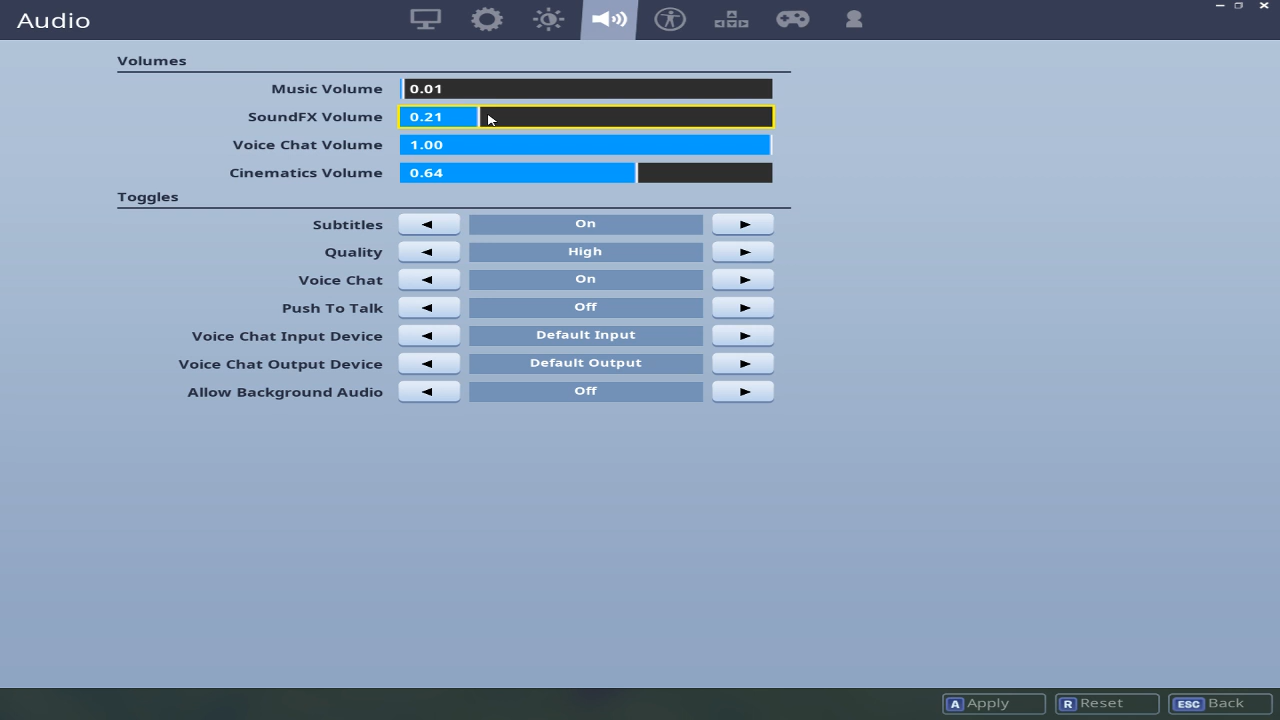 Audio
Volumes
Music Volume 0.01
SoundFX Volume 0.21
Voice Chat Volume 1.00
Cinematics Volume 0.64
Toggles
Subtitles On
Quality High
Voice Chat On
Push To Talk Off
Voice Chat Input Device Default Input
Voice Chat Output Device Default Output
Allow Background Audio Off
A Apply R Reset ESC Back